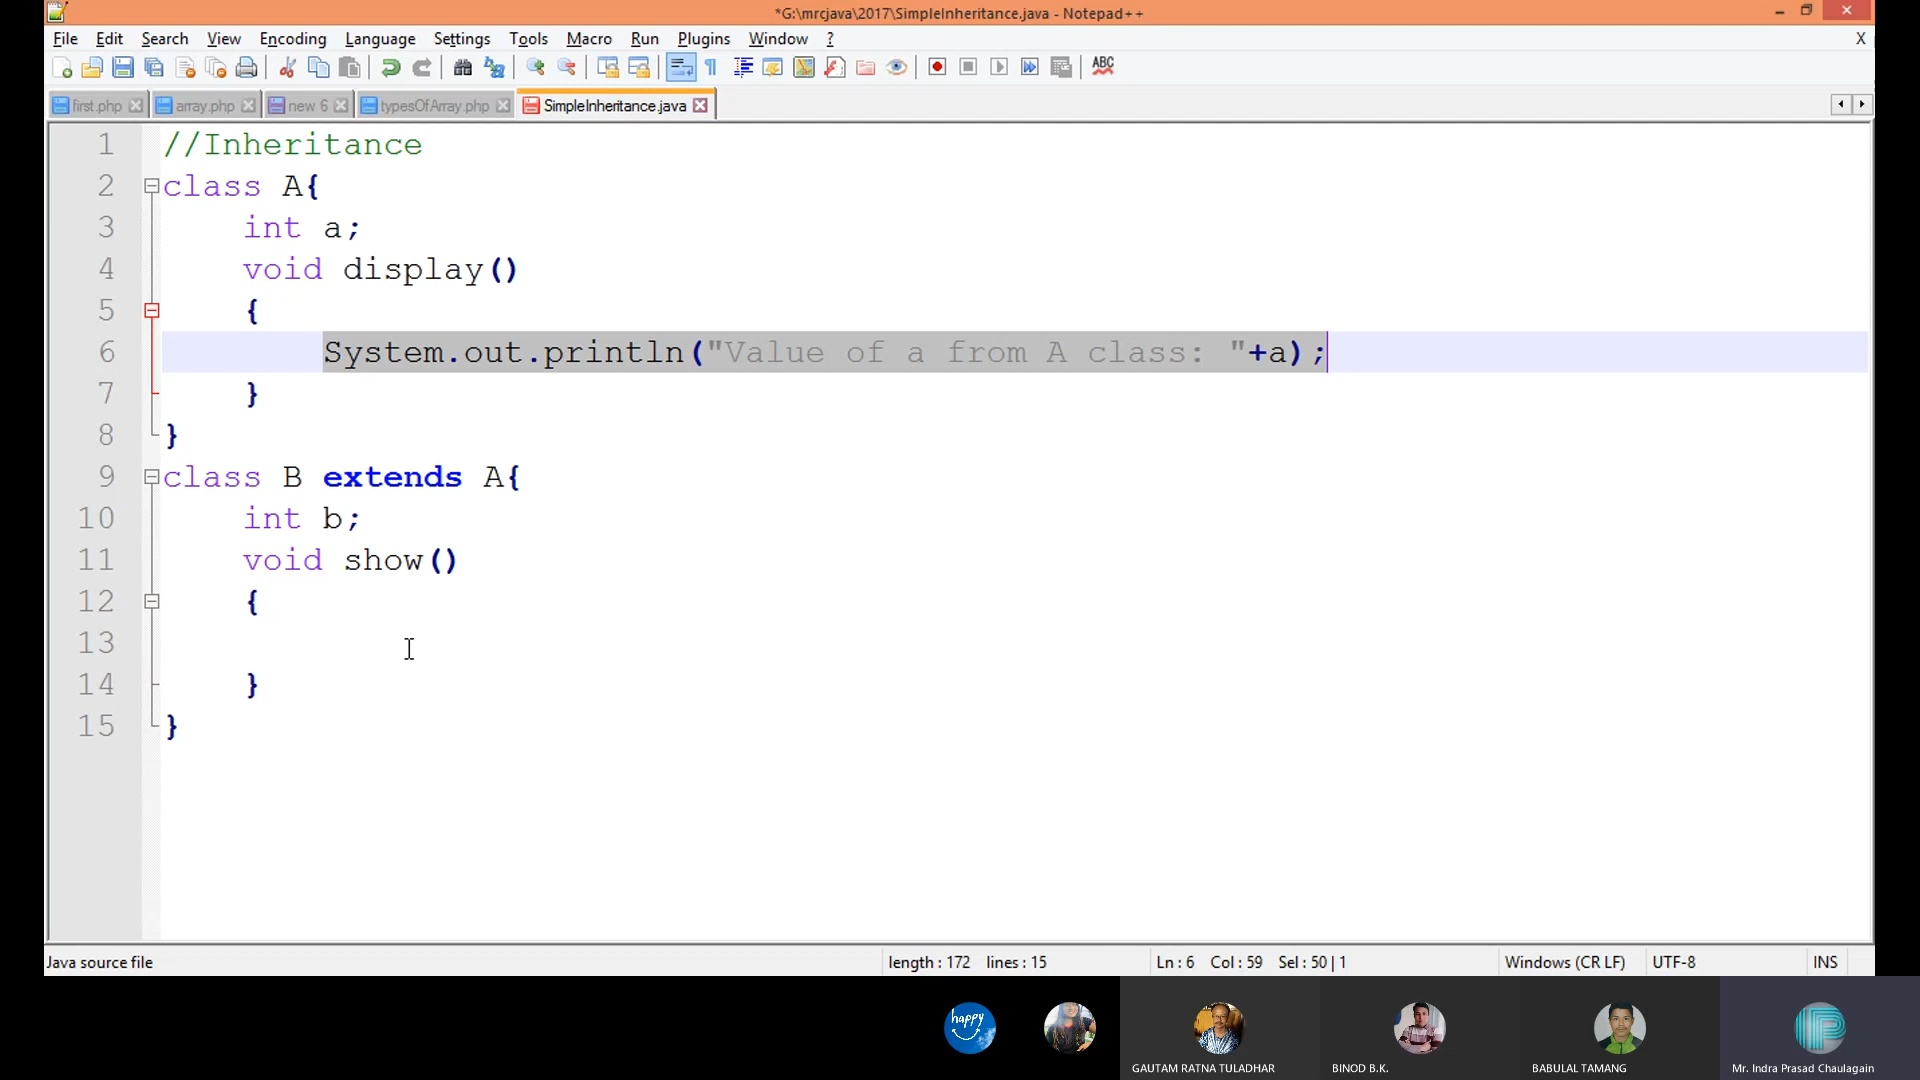 *G:\mrcjava\2017\SimpleInheritance.java - Notepad++
File Edit Search View Encoding Language Settings Tools Macro Run Plugins Window ? X
ABC
first.php array.php new 6 typesOfArray.php SimpleInheritance.java
1 //Inheritance
2 class A{
3 int a;
4 void display()
5 {
6 System.out.println("Value of a from A class: "+a);
7 }
8 }
9 class B extends A{
10 int b;
11 void show()
12 {
13
14 }
15 }
Java source file length : 172 lines : 15 Ln : 6 Col : 59 Sel : 50 | 1 Windows (CR LF) UTF-8 INS
happy
GAUTAM RATNA TULADHAR BINOD B.K. BABULAL TAMANG Mr. Indra Prasad Chaulagain